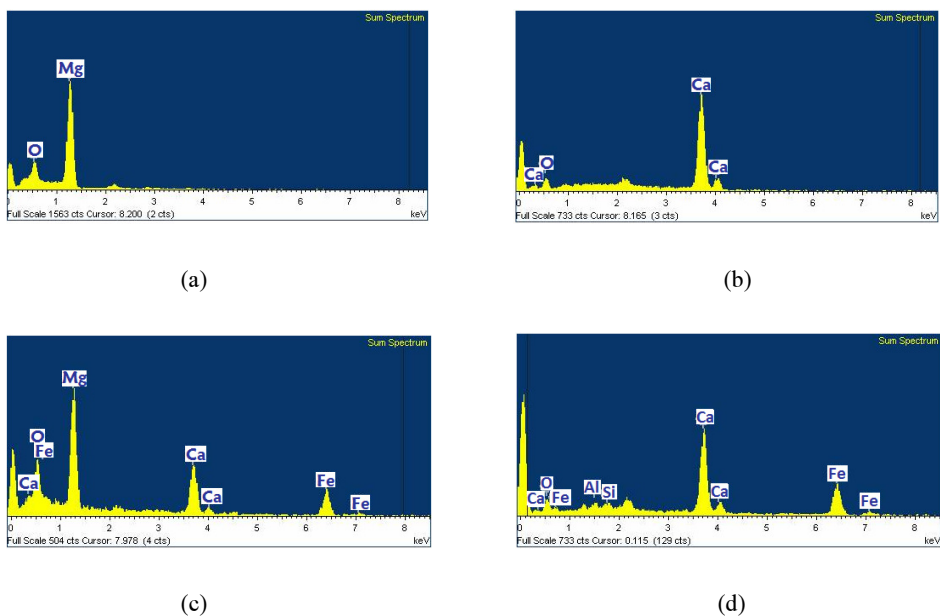 Sum Spectrum
Mg
O
0 1 2 3 4 5 6 7 8
Full Scale 1563 cts Cursor: 8.200 (2 cts) keV
(a)
Sum Spectrum
Ca
O
Ca
Ca
0 1 2 3 4 5 6 7 8
Full Scale 733 cts Cursor: 8.165 (3 cts) keV
(b)
Sum Spectrum
Mg
O
Fe
Ca
Ca
Ca
Fe
Fe
0 1 2 3 4 5 6 7 8
Full Scale 504 cts Cursor: 7.978 (4 cts) keV
(c)
Sum Spectrum
Ca
O
Al
Si
Fe
Ca
Fe
Ca
Fe
0 1 2 3 4 5 6 7 8
Full Scale 733 cts Cursor: 0.115 (129 cts) keV
(d)